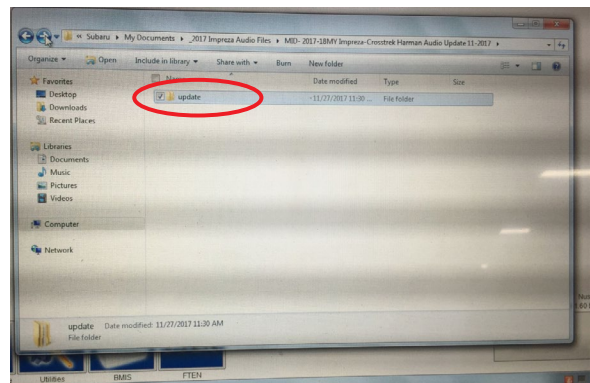 « Subaru ▸ My Documents ▸ _2017 Impreza Audio Files ▸ MID- 2017-18MY Impreza-Crosstrek Harman Audio Update 11-2017 ▸
Organize ▾ Open Include in library ▾ Share with ▾ Burn New folder
Favorites
Desktop
Downloads
Recent Places
Libraries
Documents
Music
Pictures
Videos
Computer
Network
Name Date modified Type Size
update 11/27/2017 11:30 ... File folder
update Date modified: 11/27/2017 11:30 AM
File folder
Utilities BMIS FTEN